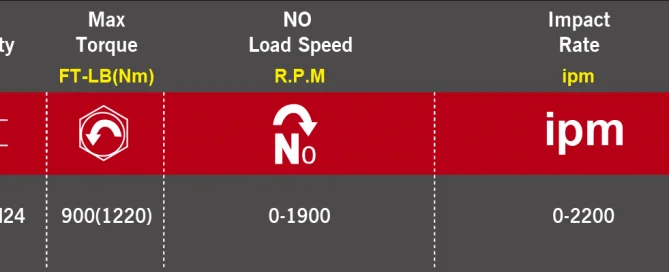 Max
Torque
FT-LB(Nm)
NO
Load Speed
R.P.M
Impact
Rate
ipm
N0
ipm
900(1220)
0-1900
0-2200